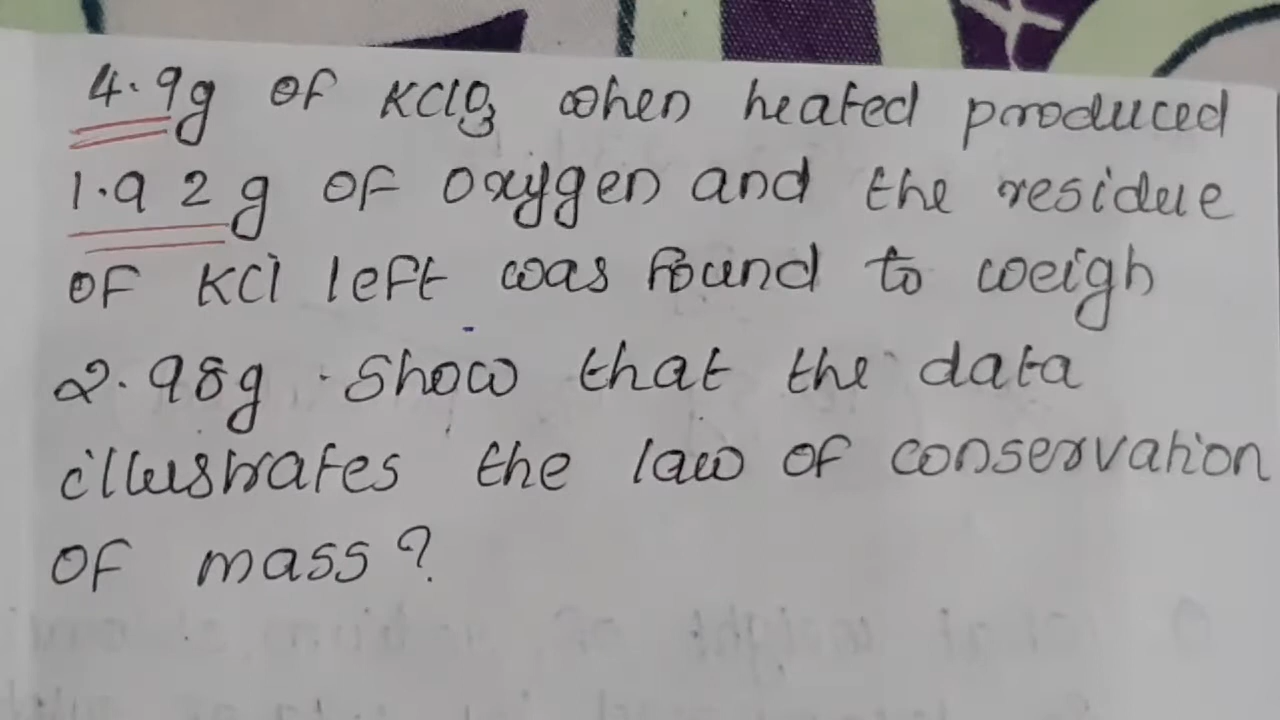 4.9g of KClO3 when heated produced
1.92g of oxygen and the residue
of KCl left was found to weigh
2.98g. Show that the data
illustrates the law of conservation
of mass?